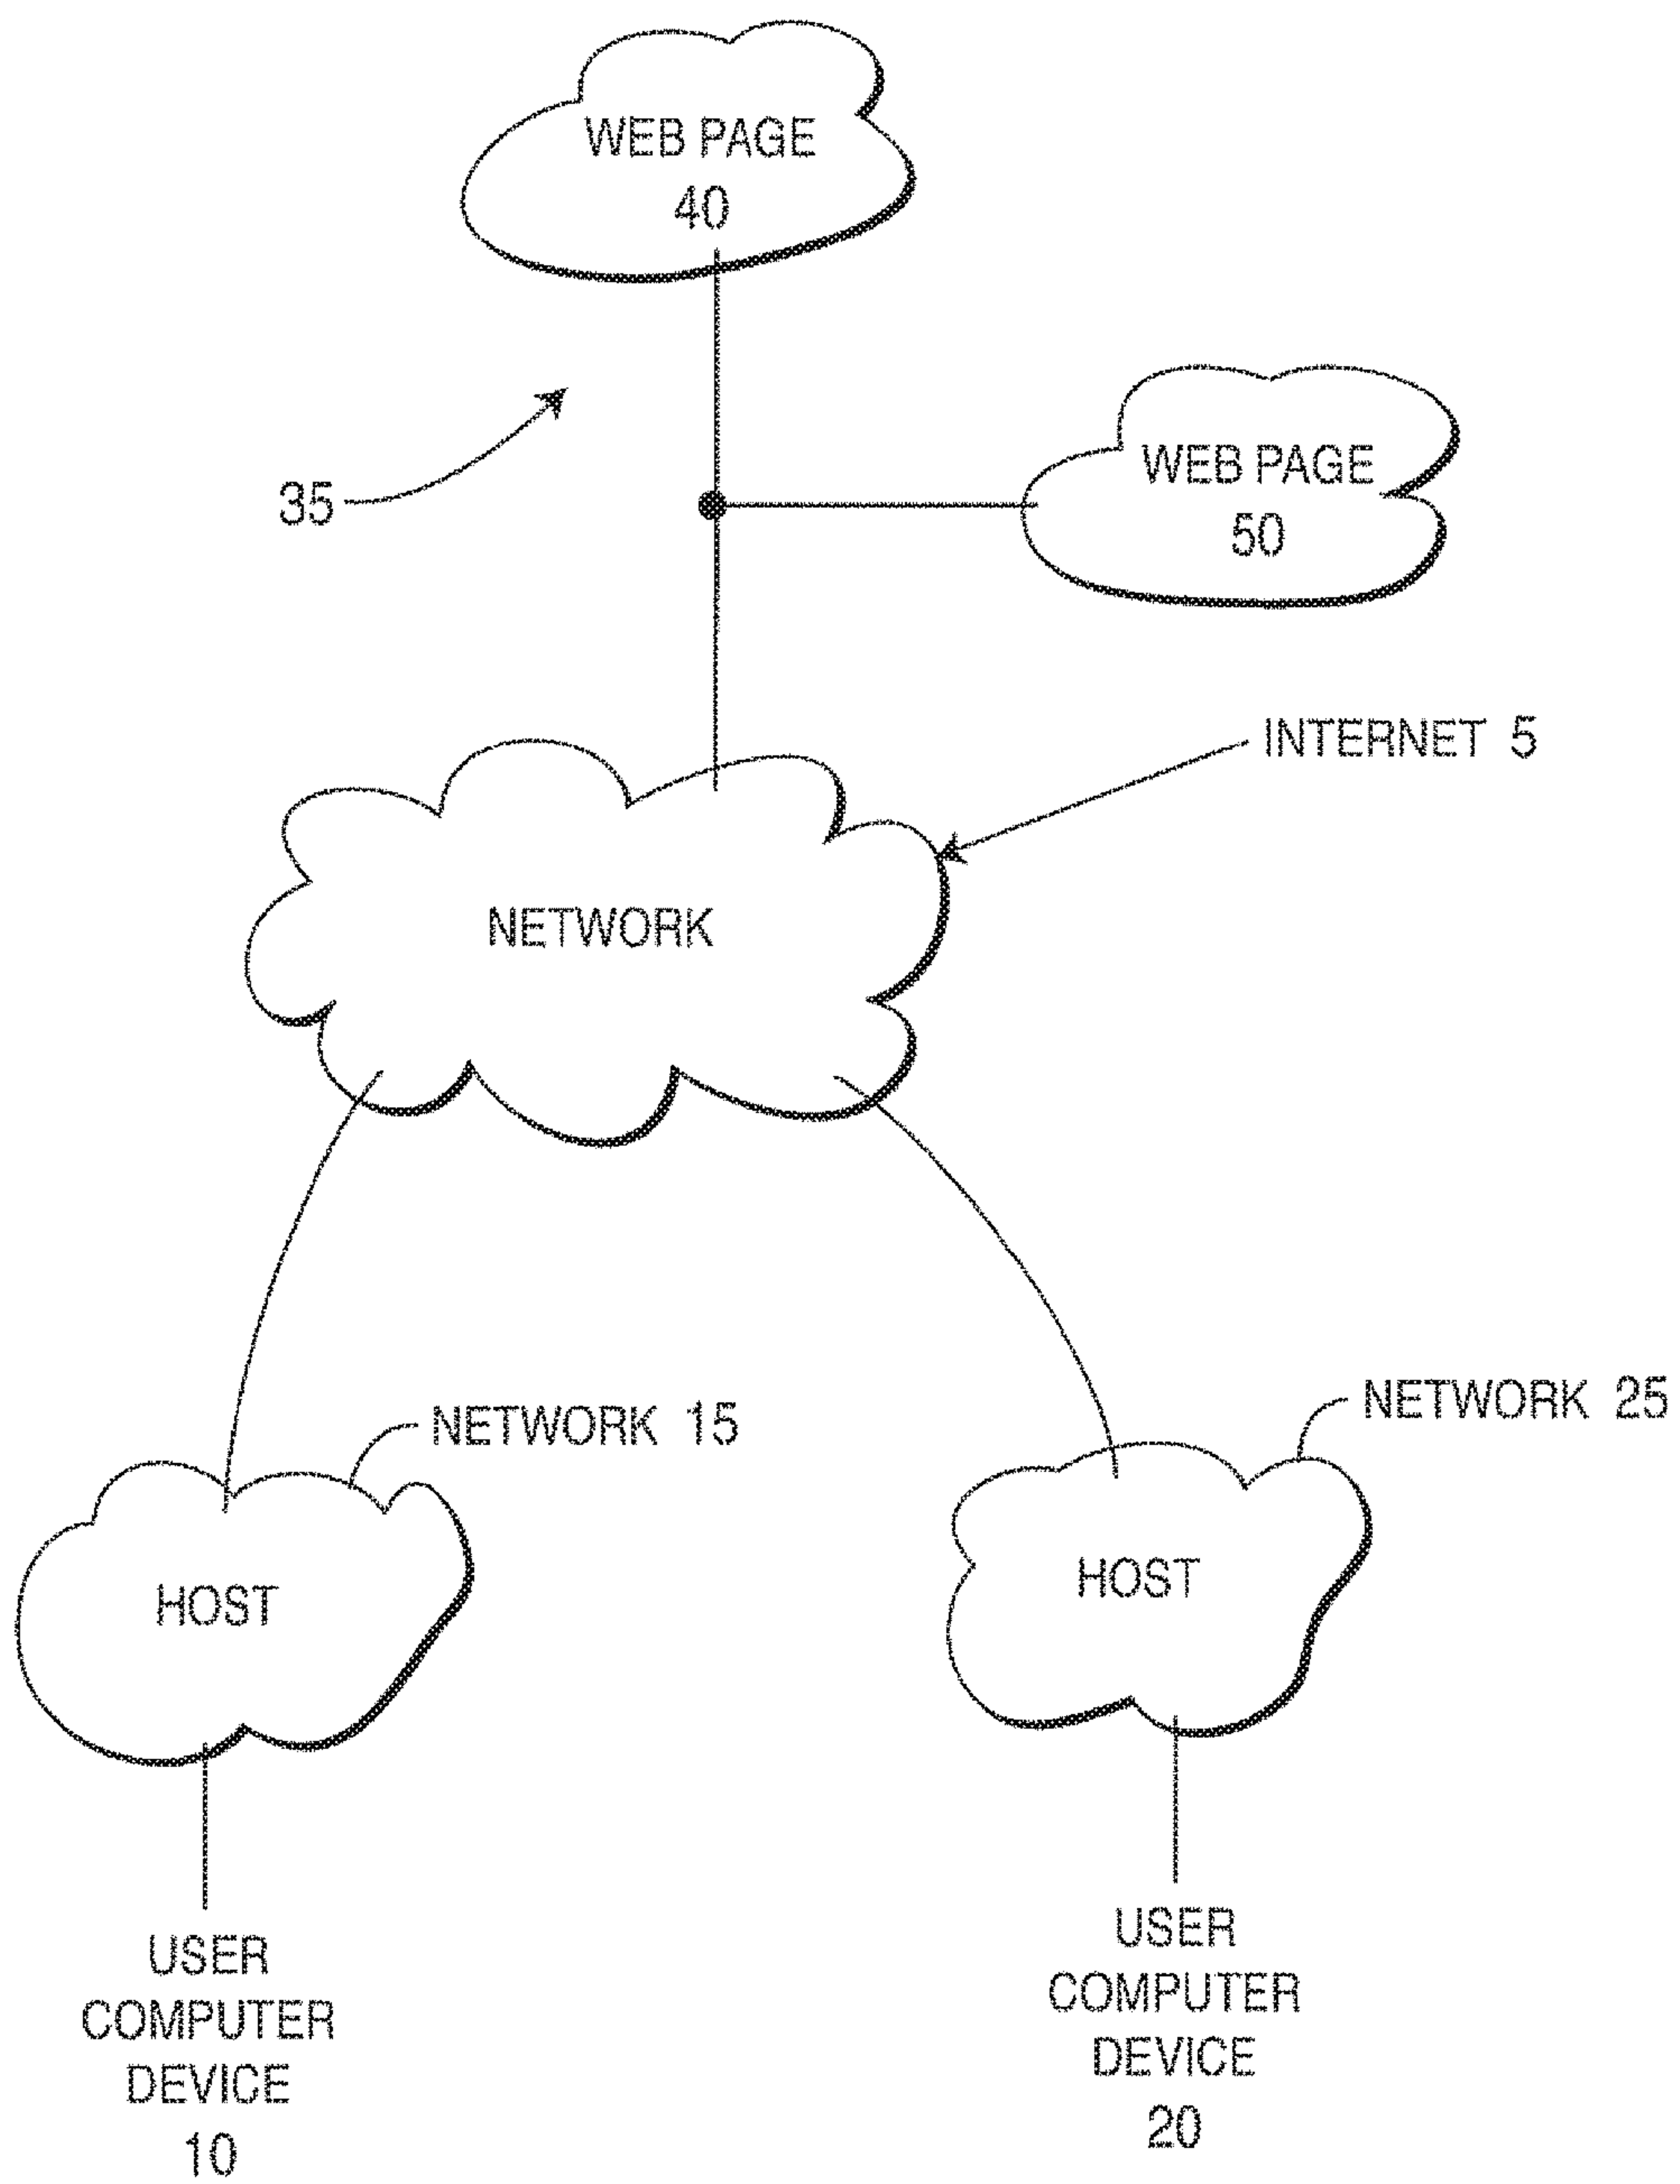 WEB PAGE
40
WEB PAGE
50
35
INTERNET 5
NETWORK
NETWORK 15
NETWORK 25
HOST
HOST
USER
COMPUTER
DEVICE
10
USER
COMPUTER
DEVICE
20